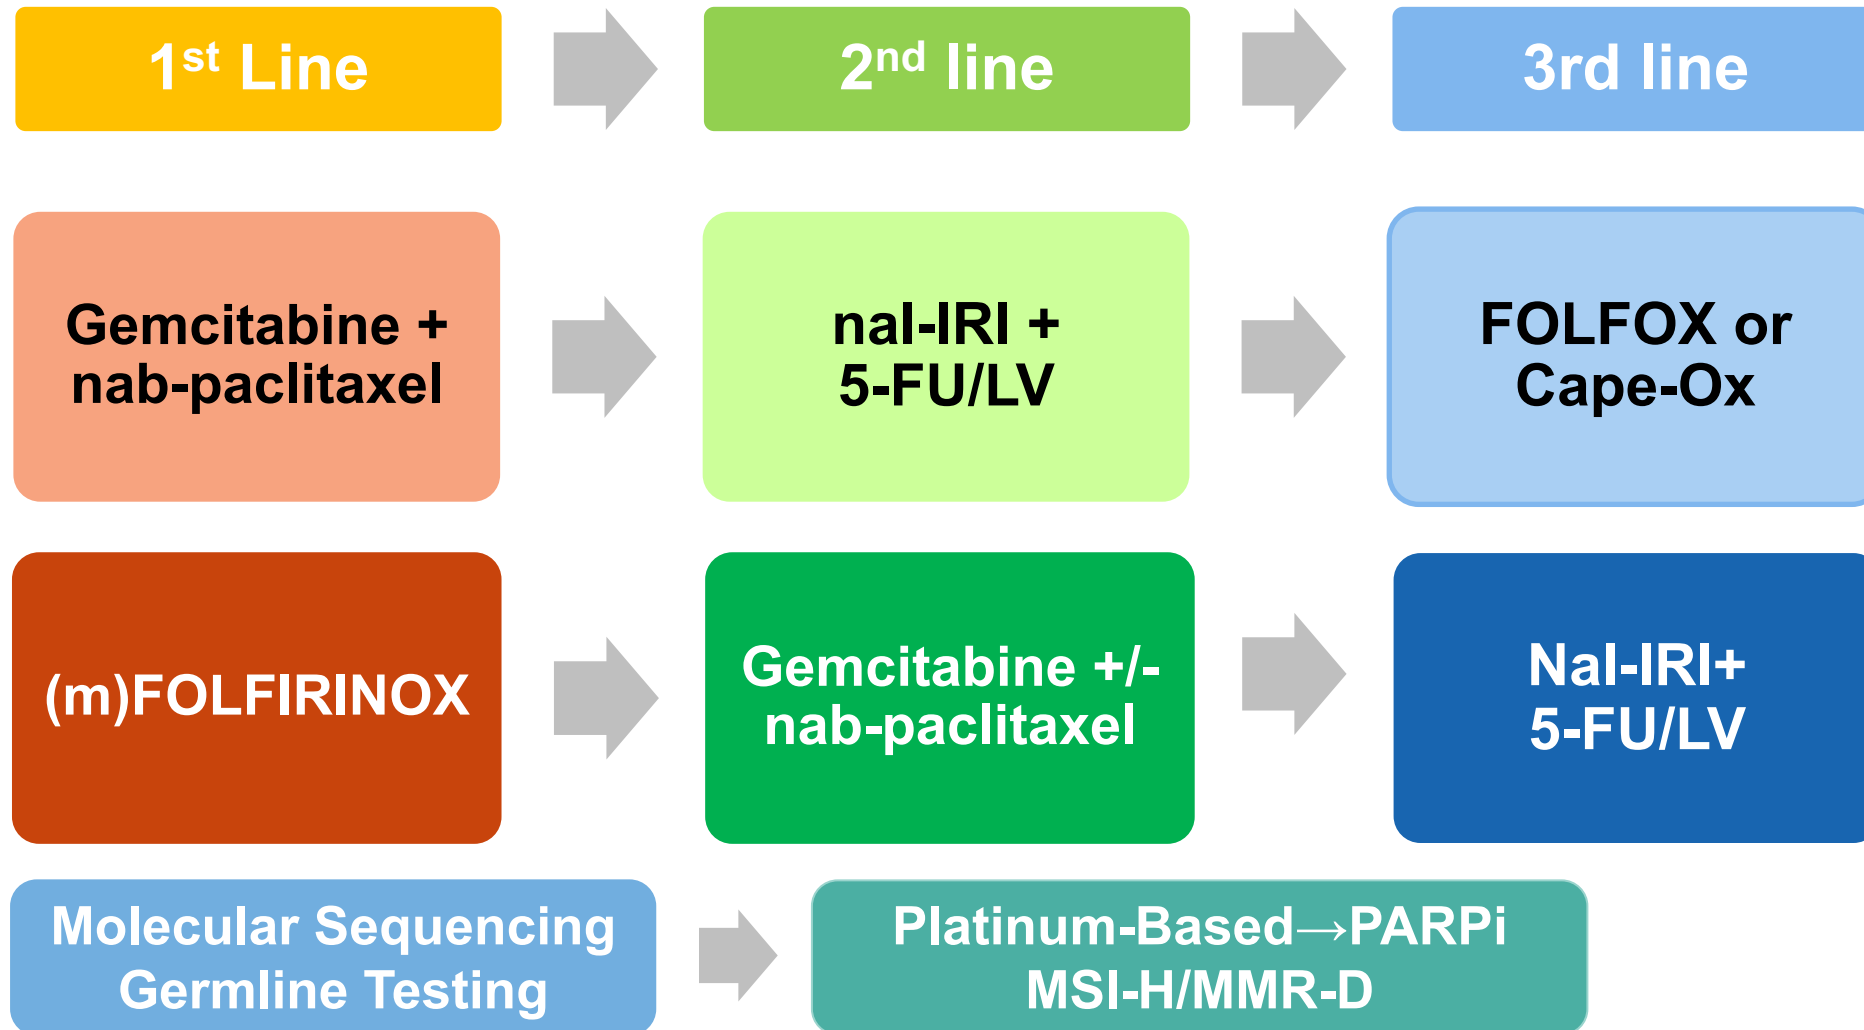 1st Line
2nd line
3rd line
Gemcitabine +
nab-paclitaxel
nal-IRI +
5-FU/LV
FOLFOX or
Cape-Ox
(m)FOLFIRINOX
Gemcitabine +/-
nab-paclitaxel
Nal-IRI+
5-FU/LV
Molecular Sequencing
Germline Testing
Platinum-Based→PARPi
MSI-H/MMR-D